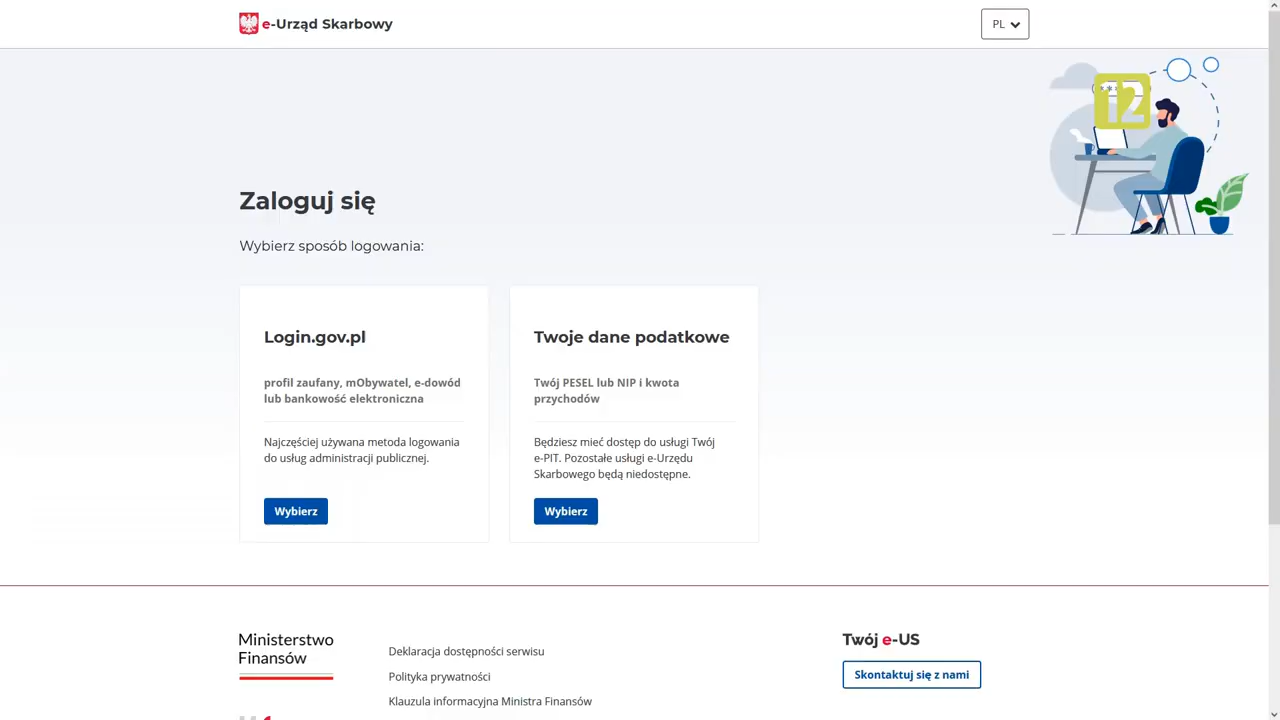 e-Urząd Skarbowy
PL
i2
Zaloguj się
Wybierz sposób logowania:
Login.gov.pl
profil zaufany, mObywatel, e-dowód
lub bankowość elektroniczna
Najczęściej używana metoda logowania
do usług administracji publicznej.
Wybierz
Twoje dane podatkowe
Twój PESEL lub NIP i kwota
przychodów
Będziesz mieć dostęp do usługi Twój
e-PIT. Pozostałe usługi e-Urzędu
Skarbowego będą niedostępne.
Wybierz
Ministerstwo
Finansów
Deklaracja dostępności serwisu
Polityka prywatności
Klauzula informacyjna Ministra Finansów
Twój e-US
Skontaktuj się z nami